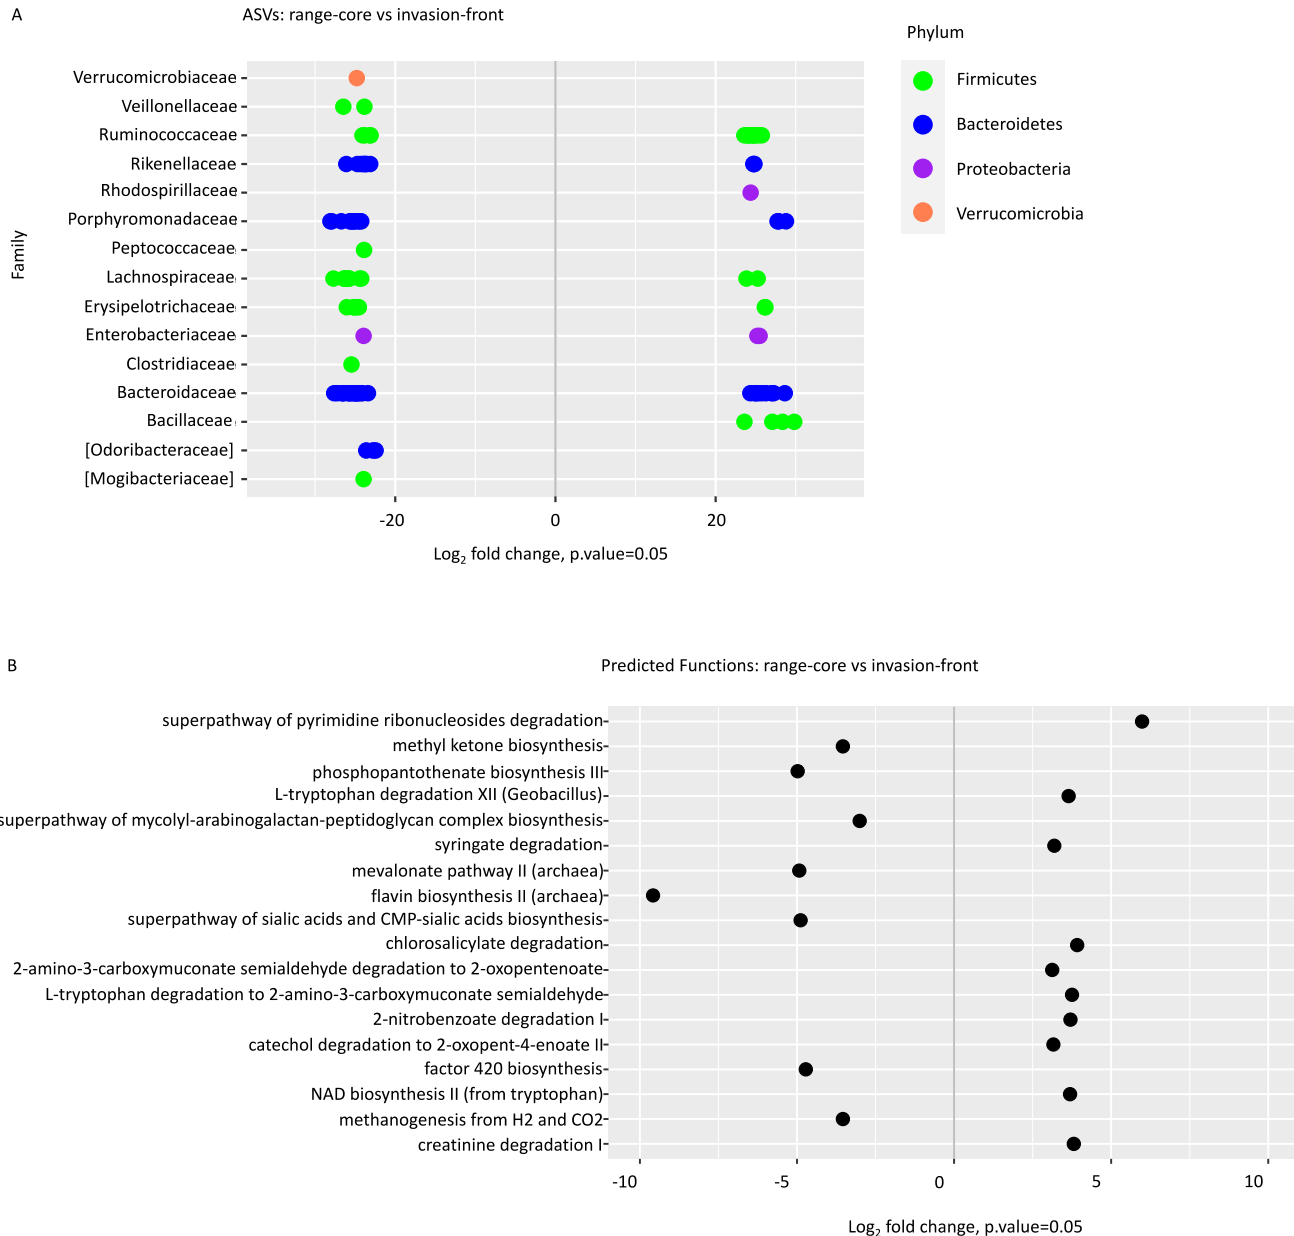 A
ASVs: range-core vs invasion-front
Phylum
Firmicutes
Bacteroidetes
Proteobacteria
Verrucomicrobia
Family
Verrucomicrobiaceae
Veillonellaceae
Ruminococcaceae
Rikenellaceae
Rhodospirillaceae
Porphyromonadaceae
Peptococcaceae
Lachnospiraceae
Erysipelotrichaceae
Enterobacteriaceae
Clostridiaceae
Bacteroidaceae
Bacillaceae
[Odoribacteraceae]
[Mogibacteriaceae]
-20 0 20
Log2 fold change, p.value=0.05
B
Predicted Functions: range-core vs invasion-front
superpathway of pyrimidine ribonucleosides degradation
methyl ketone biosynthesis
phosphopantothenate biosynthesis III
L-tryptophan degradation XII (Geobacillus)
superpathway of mycolyl-arabinogalactan-peptidoglycan complex biosynthesis
syringate degradation
mevalonate pathway II (archaea)
flavin biosynthesis II (archaea)
superpathway of sialic acids and CMP-sialic acids biosynthesis
chlorosalicylate degradation
2-amino-3-carboxymuconate semialdehyde degradation to 2-oxopentenoate
L-tryptophan degradation to 2-amino-3-carboxymuconate semialdehyde
2-nitrobenzoate degradation I
catechol degradation to 2-oxopent-4-enoate II
factor 420 biosynthesis
NAD biosynthesis II (from tryptophan)
methanogenesis from H2 and CO2
creatinine degradation I
-10 -5 0 5 10
Log2 fold change, p.value=0.05